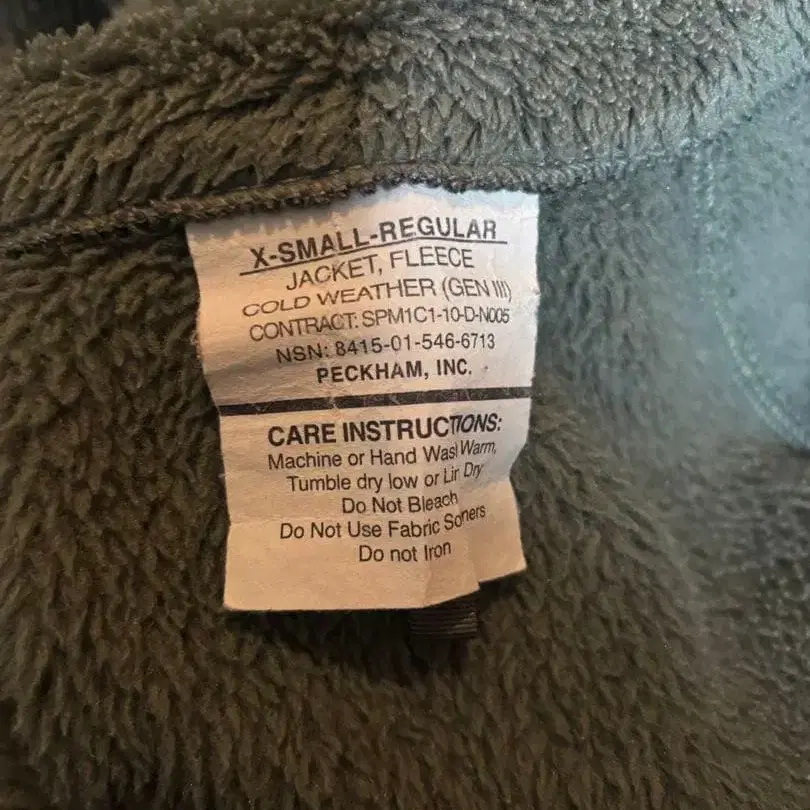 X-SMALL-REGULAR
JACKET, FLEECE
COLD WEATHER (GEN III)
CONTRACT: SPM1C1-10-D-N005
NSN: 8415-01-546-6713
PECKHAM, INC.
CARE INSTRUCTIONS:
Machine or Hand Was Warm,
Tumble dry low or Lin Dry
Do Not Bleach
Do Not Use Fabric Softeners
Do not Iron